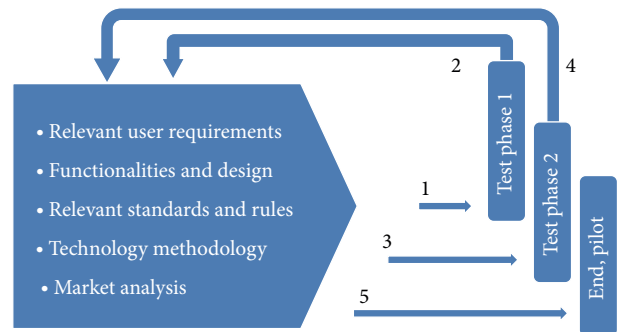 • Relevant user requirements
• Functionalities and design
• Relevant standards and rules
• Technology methodology
• Market analysis
1
2
3
4
5
Test phase 1
Test phase 2
End, pilot